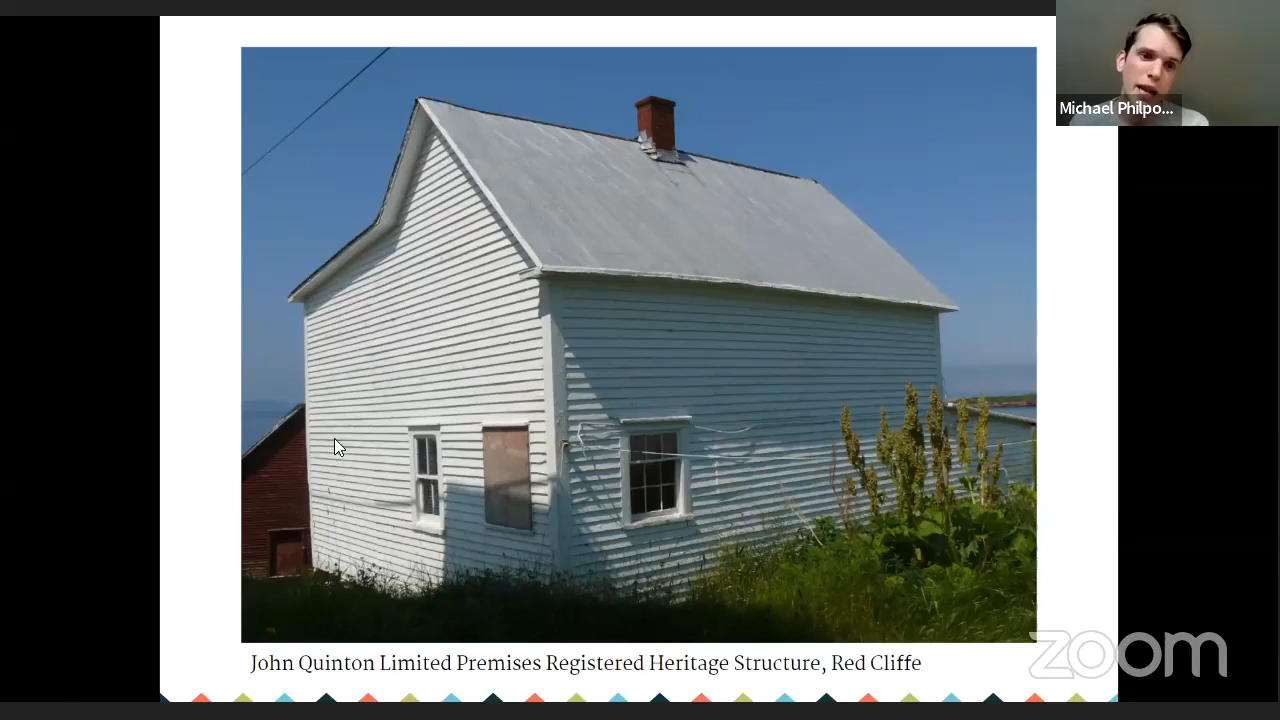 Michael Philpo...
John Quinton Limited Premises Registered Heritage Structure, Red Cliffe
zoom